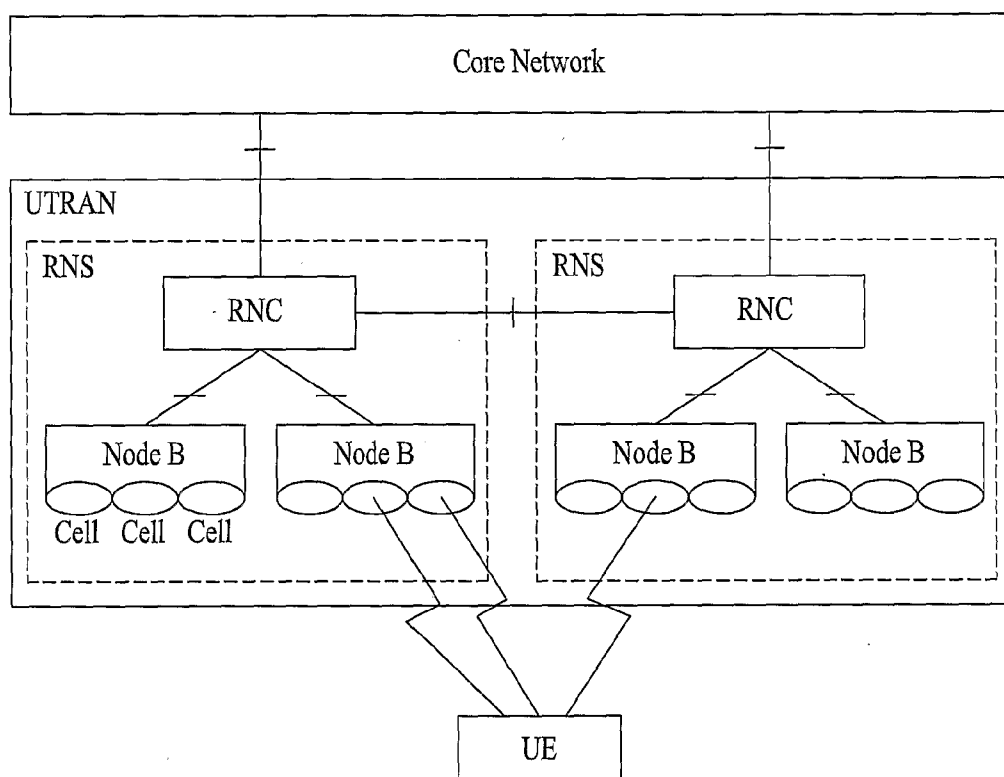 Core Network
UTRAN
RNS
RNS
RNC
RNC
Node B
Node B
Node B
Node B
Cell
Cell
Cell
UE